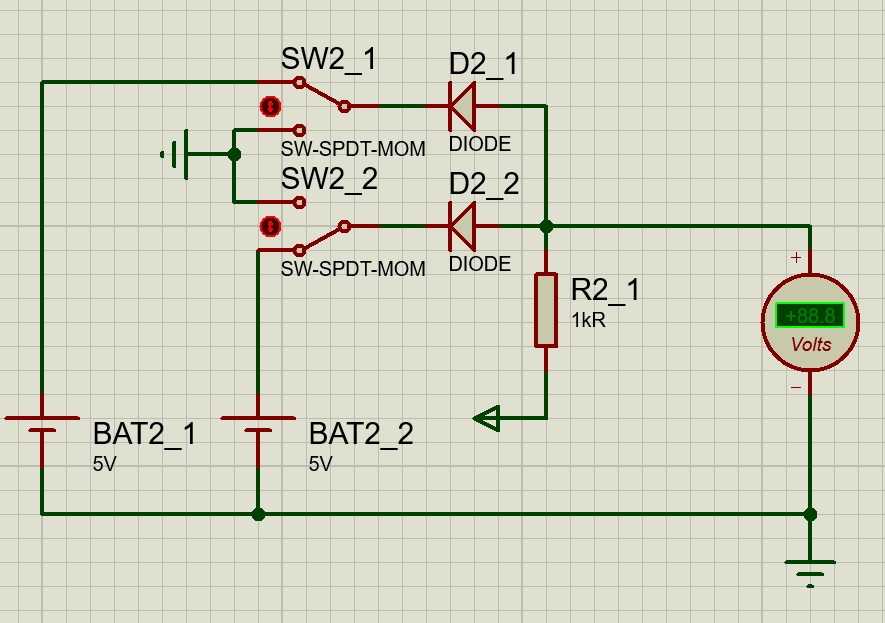 SW2_1
D2_1
SW-SPDT-MOM
DIODE
SW2_2
D2_2
SW-SPDT-MOM
DIODE
R2_1
1kR
+
+88.8
Volts
−
BAT2_1
5V
BAT2_2
5V